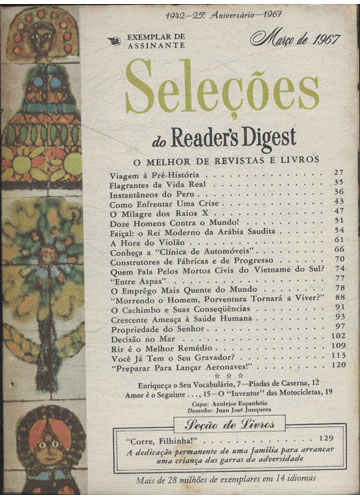 1942—25º Aniversário—1967
EXEMPLAR DE
ASSINANTE
Março de 1967
Seleções
do Reader's Digest
O MELHOR DE REVISTAS E LIVROS
Viagem à Pré-História . . . . . . . . . . . 27
Flagrantes da Vida Real . . . . . . . . . . 35
Instantâneos do Peru . . . . . . . . . . . 36
Como Enfrentar Uma Crise . . . . . . . . . 43
O Milagre dos Raios X . . . . . . . . . . . 47
Doze Homens Contra o Mundo! . . . . . . . 51
Faiçal: o Rei Moderno da Arábia Saudita . . 54
A Hora do Violão . . . . . . . . . . . . . 61
Conheça a "Clínica de Automóveis" . . . . . 66
Construtores de Fábricas e de Progresso . . 70
Quem Fala Pelos Mortos Civis do Vietname do Sul? 74
"Entre Aspas" . . . . . . . . . . . . . . . 77
O Emprêgo Mais Quente do Mundo . . . . . . 78
"Morrendo o Homem, Porventura Tornará a Viver?" 88
O Cachimbo e Suas Conseqüências . . . . . . 91
Crescente Ameaça à Saúde Humana . . . . . . 93
Propriedade do Senhor . . . . . . . . . . . 97
Decisão no Mar . . . . . . . . . . . . . . 102
Rir é o Melhor Remédio . . . . . . . . . . 109
Você Já Tem o Seu Gravador? . . . . . . . . 113
"Preparar Para Lançar Aeronaves!" . . . . . 120
☆ ☆ ☆
Enriqueça o Seu Vocabulário, 7—Piadas de Caserna, 12
Amor é o Seguinte . . ., 15—O "Inventor" das Motocicletas, 19
Capa: Azulejos Espanhóis
Desenho: Juan José Junquera
Seção de Livros
"Corre, Filhinha!" . . . . . . . . . . . 129
A dedicação permanente de uma família para arrancar
uma criança das garras da adversidade
Mais de 28 milhões de exemplares em 14 idiomas